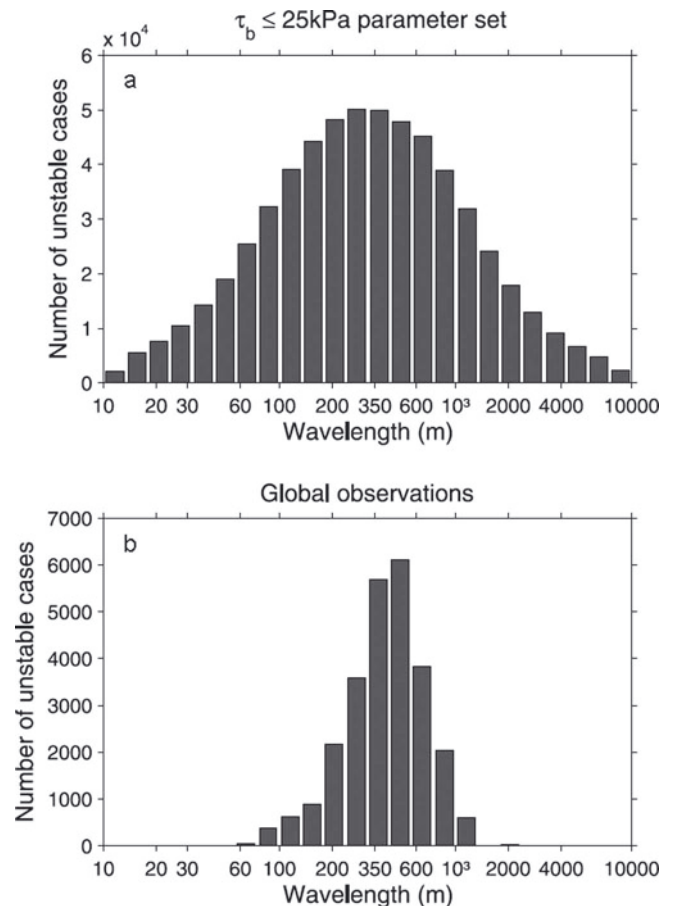 τb ≤ 25kPa parameter set
x 10⁴
a
6
5
4
3
2
1
0
Number of unstable cases
10 20 30 60 100 200 350 600 10³ 2000 4000 10000
Wavelength (m)
Global observations
b
7000
6000
5000
4000
3000
2000
1000
0
Number of unstable cases
10 20 30 60 100 200 350 600 10³ 2000 4000 10000
Wavelength (m)